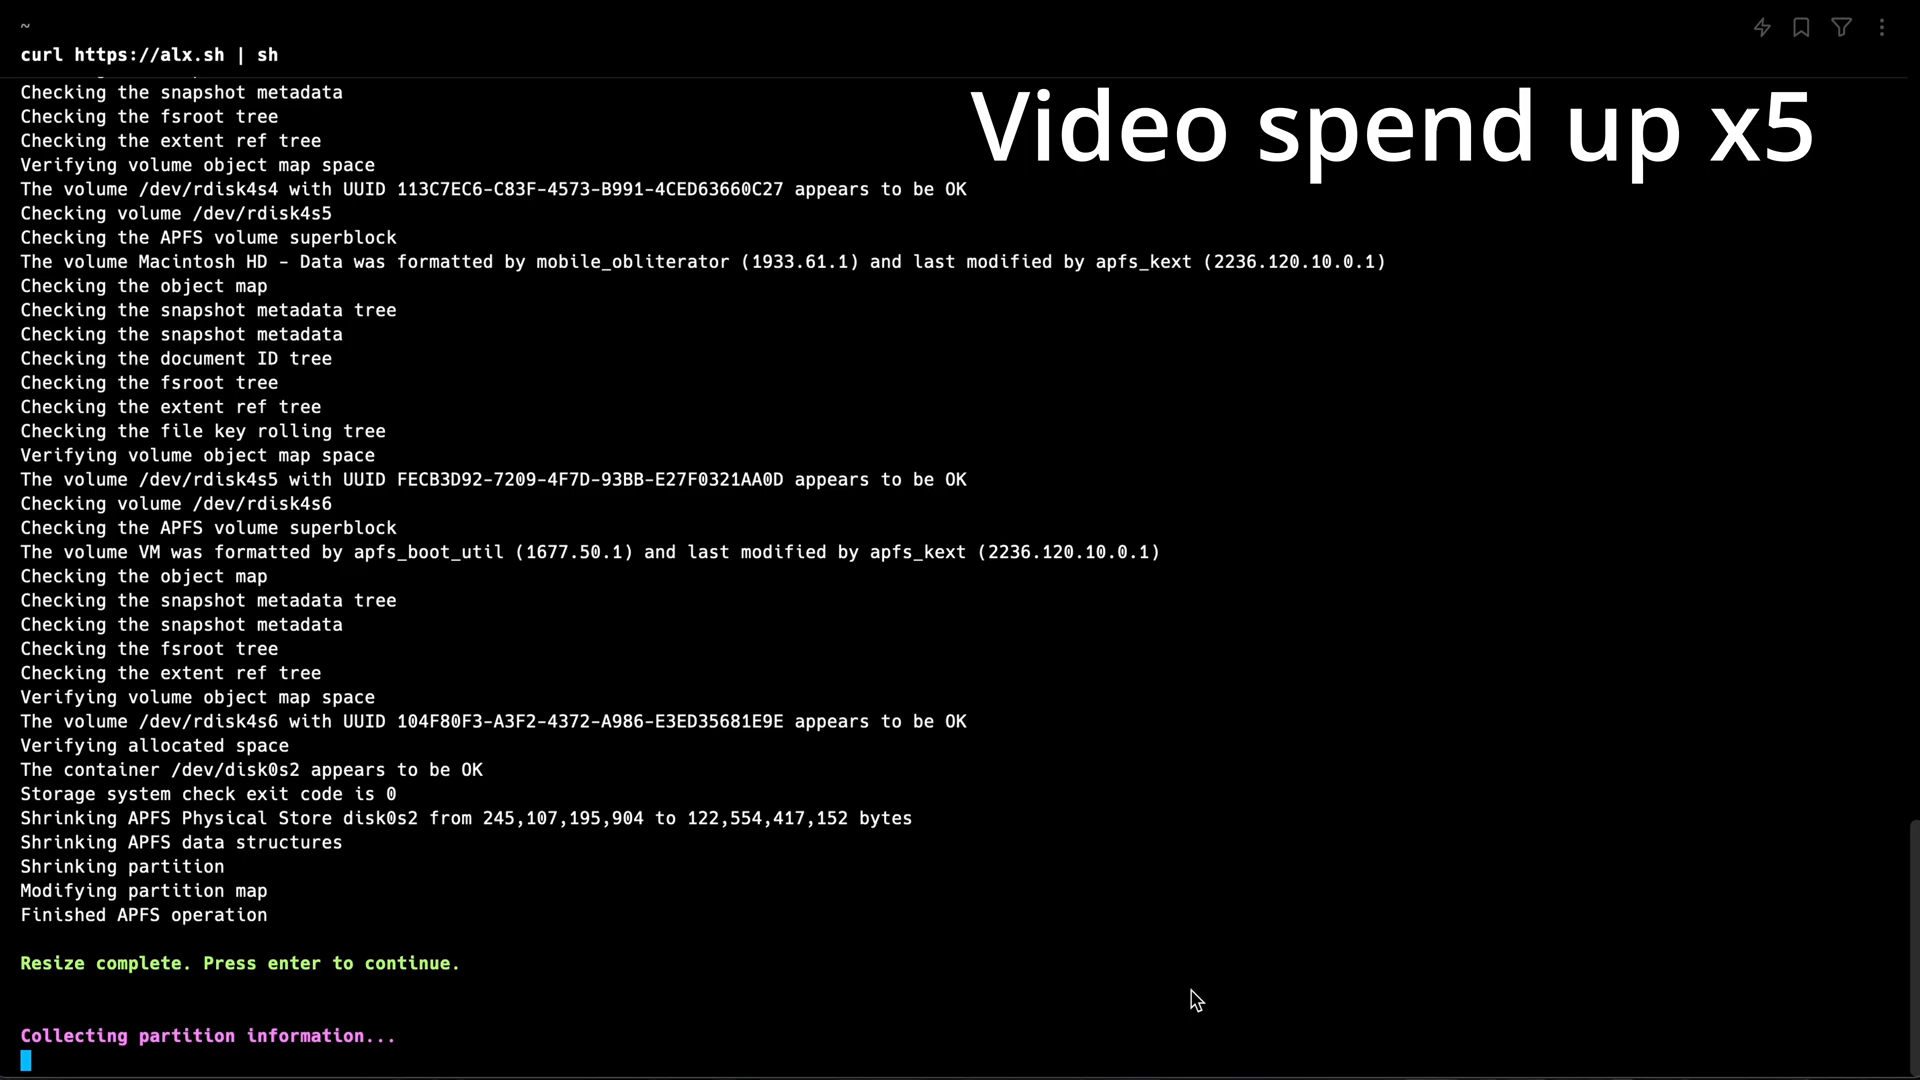 ~
curl https://alx.sh | sh
Checking the snapshot metadata
Checking the fsroot tree
Checking the extent ref tree
Verifying volume object map space
The volume /dev/rdisk4s4 with UUID 113C7EC6-C83F-4573-B991-4CED63660C27 appears to be OK
Checking volume /dev/rdisk4s5
Checking the APFS volume superblock
The volume Macintosh HD - Data was formatted by mobile_obliterator (1933.61.1) and last modified by apfs_kext (2236.120.10.0.1)
Checking the object map
Checking the snapshot metadata tree
Checking the snapshot metadata
Checking the document ID tree
Checking the fsroot tree
Checking the extent ref tree
Checking the file key rolling tree
Verifying volume object map space
The volume /dev/rdisk4s5 with UUID FECB3D92-7209-4F7D-93BB-E27F0321AA0D appears to be OK
Checking volume /dev/rdisk4s6
Checking the APFS volume superblock
The volume VM was formatted by apfs_boot_util (1677.50.1) and last modified by apfs_kext (2236.120.10.0.1)
Checking the object map
Checking the snapshot metadata tree
Checking the snapshot metadata
Checking the fsroot tree
Checking the extent ref tree
Verifying volume object map space
The volume /dev/rdisk4s6 with UUID 104F80F3-A3F2-4372-A986-E3ED35681E9E appears to be OK
Verifying allocated space
The container /dev/disk0s2 appears to be OK
Storage system check exit code is 0
Shrinking APFS Physical Store disk0s2 from 245,107,195,904 to 122,554,417,152 bytes
Shrinking APFS data structures
Shrinking partition
Modifying partition map
Finished APFS operation
Resize complete. Press enter to continue.
Collecting partition information...
Video spend up x5